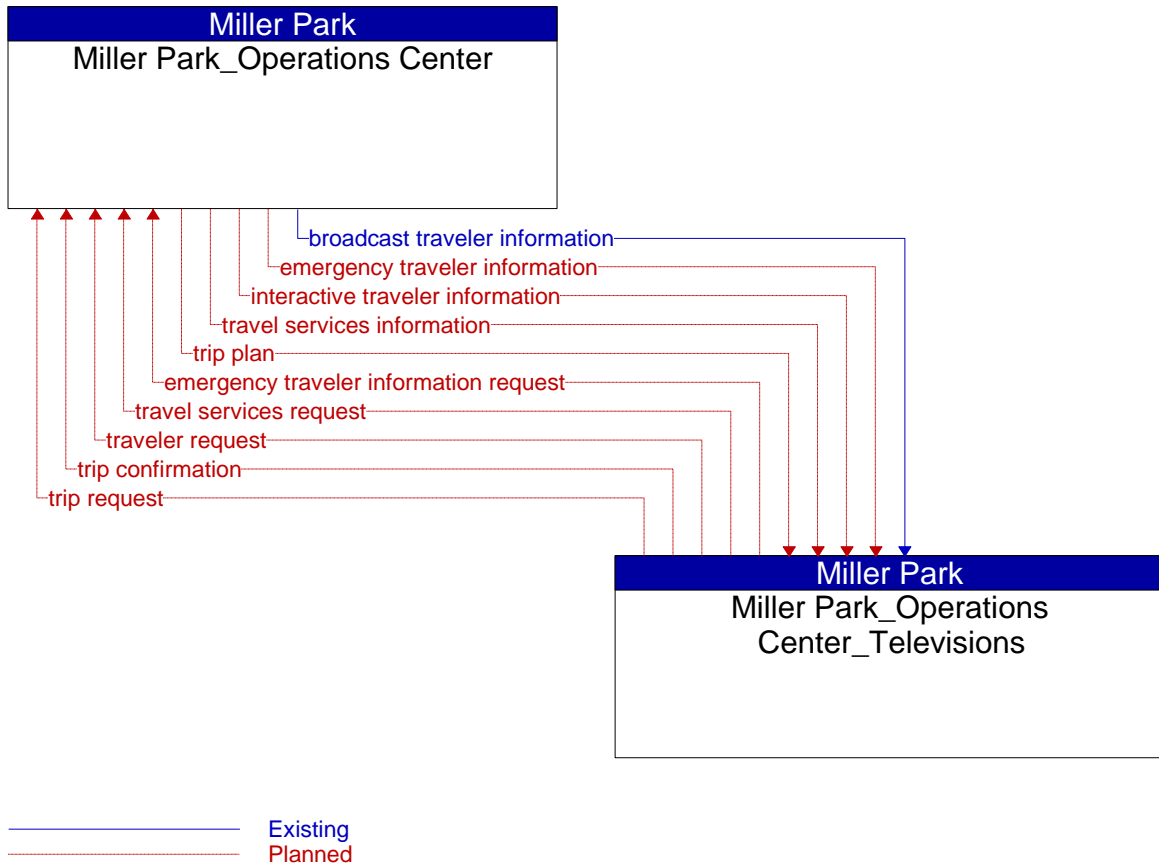 Miller Park
Miller Park_Operations Center
broadcast traveler information
emergency traveler information
interactive traveler information
travel services information
trip plan
emergency traveler information request
travel services request
traveler request
trip confirmation
trip request
Miller Park
Miller Park_Operations
Center_Televisions
Existing
Planned